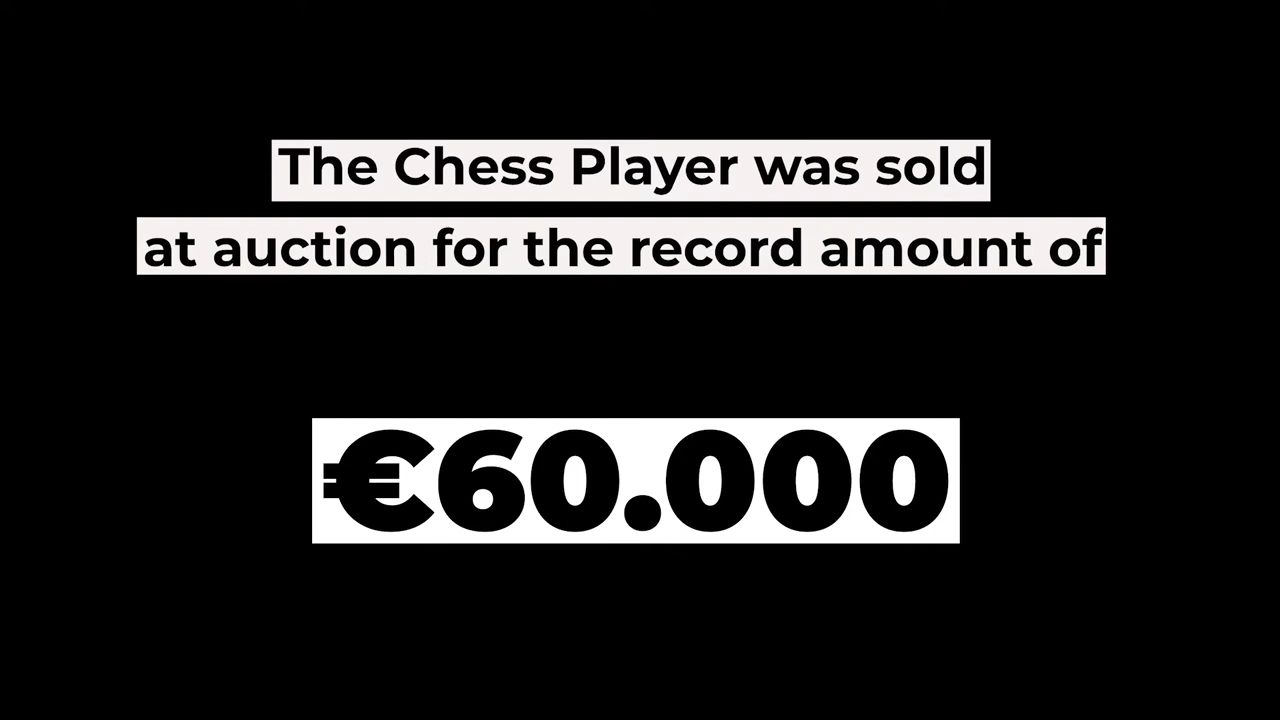 The Chess Player was sold
at auction for the record amount of
€60.000